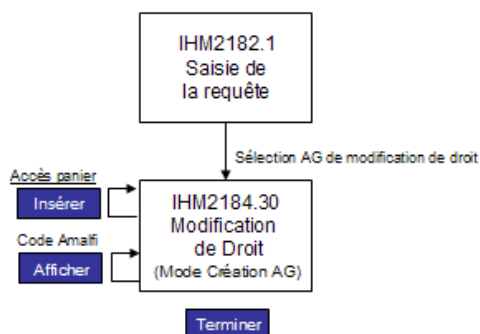 IHM2182.1
Saisie de
la requête
Sélection AG de modification de droit
Accès panier
Insérer
IHM2184.30
Modification
de Droit
(Mode Création AG)
Code Amalfi
Afficher
Terminer